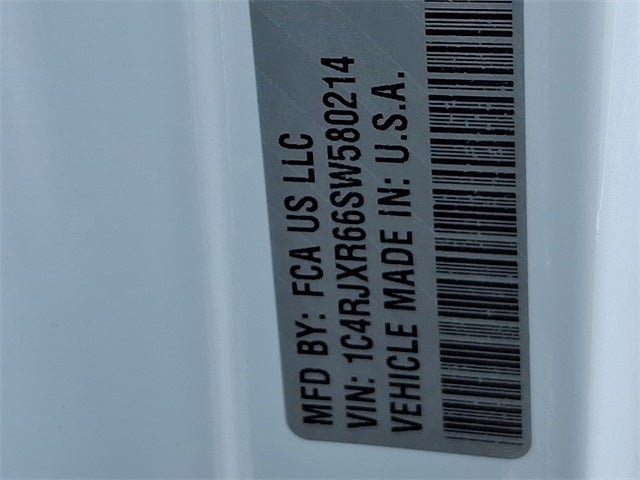 MFD BY: FCA US LLC
VIN: 1C4RJXR66SW580214
VEHICLE MADE IN: U.S.A.